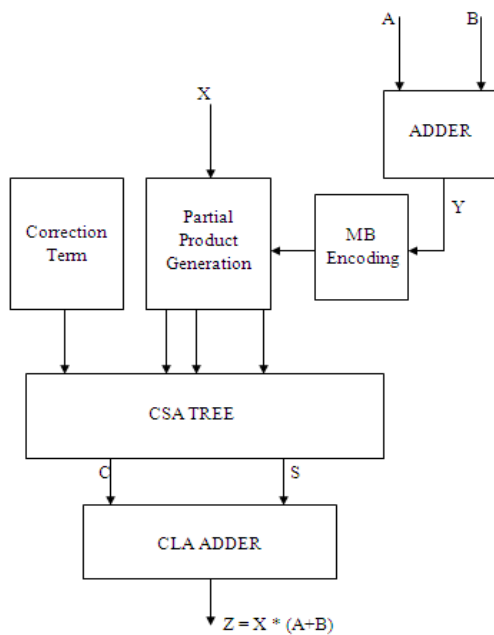 A
B
ADDER
X
Y
Correction
Term
Partial
Product
Generation
MB
Encoding
CSA TREE
C
S
CLA ADDER
Z = X * (A+B)